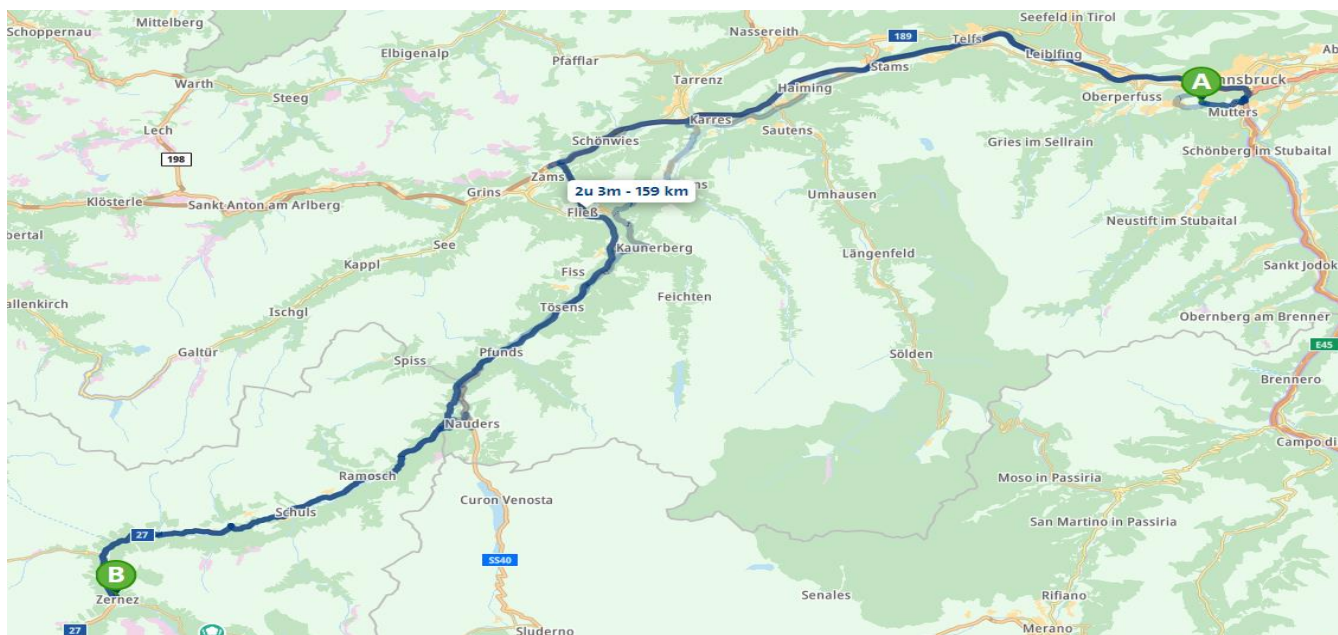 Mittelberg
Seefeld in Tirol
Schoppernau
Nassereith
189
Telfs
Elbigenalp
Pfafflar
Leiblfing
Stams
Warth
Tarrenz
Haiming
A
nnsbruck
Steeg
Oberperfuss
Mutters
Karres
Sautens
Lech
Schönwies
Gries im Sellrain
Schönberg im Stubaital
198
Zams
2u 3m - 159 km
Grins
Umhausen
Klösterle
Sankt Anton am Arlberg
Fließ
Neustift im Stubaital
See
Kaunerberg
Längenfeld
Kappl
Fiss
Sankt Jodok
Feichten
allenkirch
Ischgl
Tösens
Obernberg am Brenner
E45
Galtür
Spiss
Pfunds
Sölden
Brennero
Nauders
Campo di
Ramosch
Moso in Passiria
Curon Venosta
Schuls
San Martino in Passiria
27
SS40
B
Zernez
Senales
Rifiano
27
Sluderno
Merano